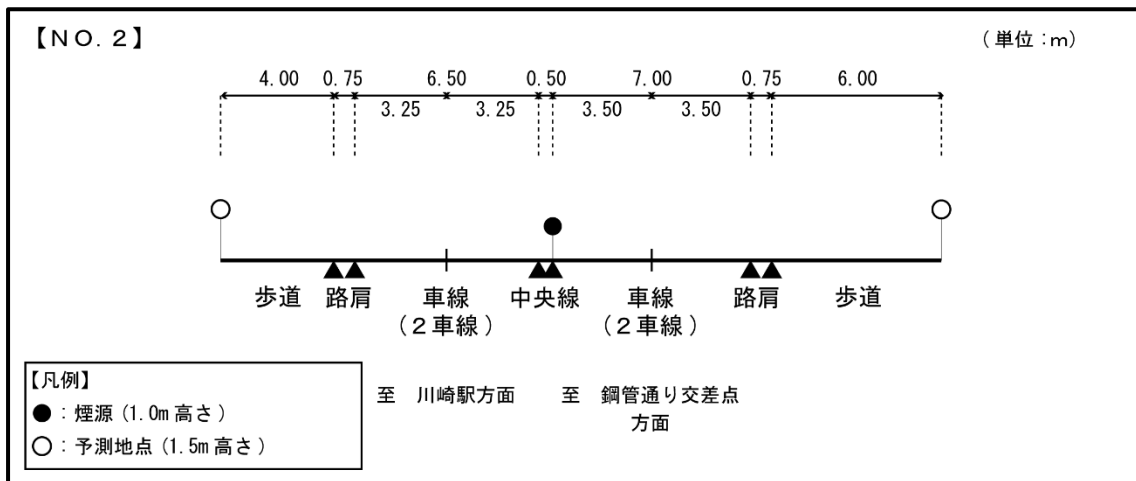 【NO.２】
(単位:m)
4.00 0.75 6.50 0.50 7.00 0.75 6.00
3.25 3.25 3.50 3.50
歩道 路肩 車線 中央線 車線 路肩 歩道
(２車線) (２車線)
至 川崎駅方面 至 鋼管通り交差点
方面
【凡例】
●:煙源(1.0m高さ)
○:予測地点(1.5m高さ)